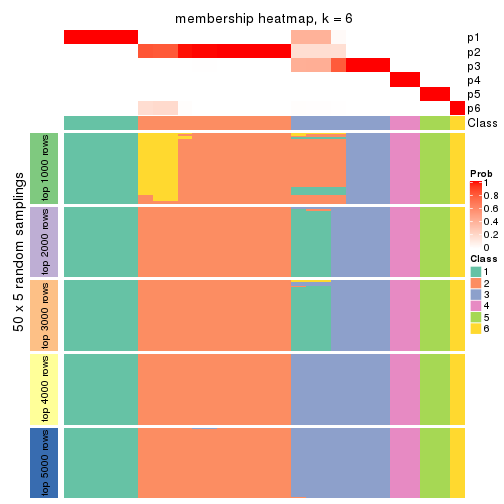 membership heatmap, k = 6
p1
p2
p3
p4
p5
p6
Class
50 x 5 random samplings
top 1000 rows
top 2000 rows
top 3000 rows
top 4000 rows
top 5000 rows
Prob
1
0.8
0.6
0.4
0.2
0
Class
1
2
3
4
5
6